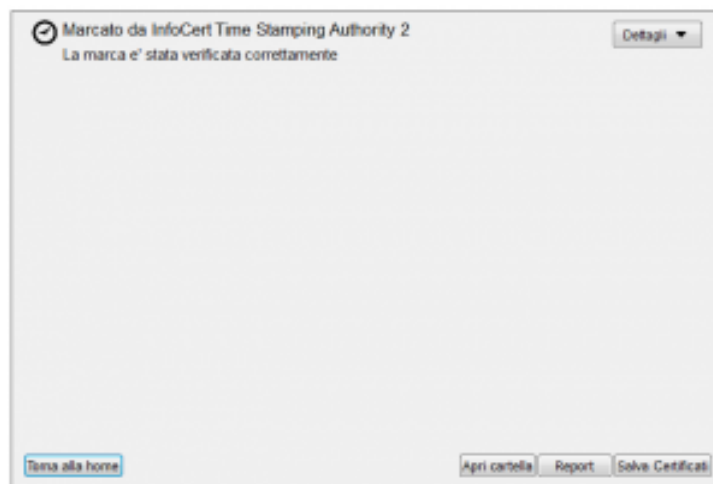 Marcato da InfoCert Time Stamping Authority 2
Dettagli
La marca e' stata verificata correttamente
Torna alla home
Apri cartella
Report
Salva Certificati